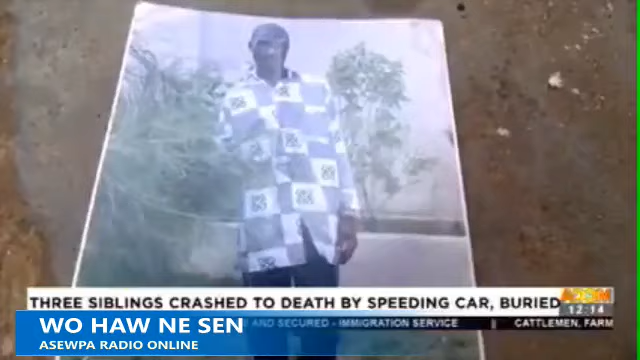 THREE SIBLINGS CRASHED TO DEATH BY SPEEDING CAR, BURIED
12:14
AND SECURED - IMMIGRATION SERVICE || CATTLEMEN, FARM
WO HAW NE SEN
ASEWPA RADIO ONLINE